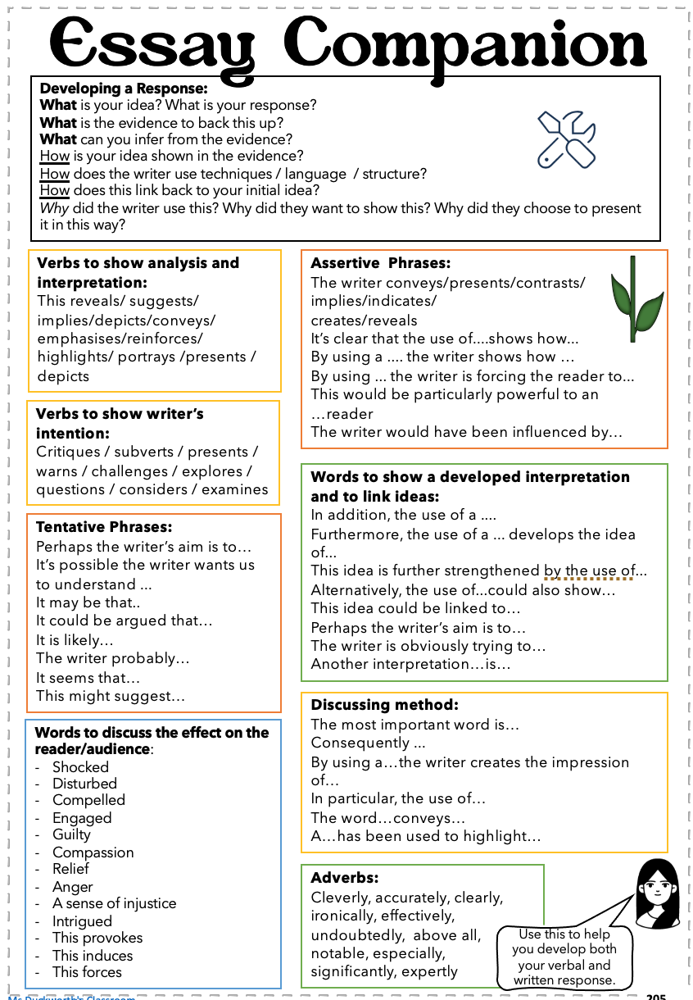 Essay Companion
Developing a Response:
What is your idea? What is your response?
What is the evidence to back this up?
What can you infer from the evidence?
How is your idea shown in the evidence?
How does the writer use techniques / language / structure?
How does this link back to your initial idea?
Why did the writer use this? Why did they want to show this? Why did they choose to present
it in this way?
Verbs to show analysis and
interpretation:
This reveals/ suggests/
implies/depicts/conveys/
emphasises/reinforces/
highlights/ portrays /presents /
depicts
Verbs to show writer’s
intention:
Critiques / subverts / presents /
warns / challenges / explores /
questions / considers / examines
Tentative Phrases:
Perhaps the writer’s aim is to…
It’s possible the writer wants us
to understand ...
It may be that..
It could be argued that…
It is likely…
The writer probably…
It seems that…
This might suggest…
Words to discuss the effect on the
reader/audience:
- Shocked
- Disturbed
- Compelled
- Engaged
- Guilty
- Compassion
- Relief
- Anger
- A sense of injustice
- Intrigued
- This provokes
- This induces
- This forces
Assertive Phrases:
The writer conveys/presents/contrasts/
implies/indicates/
creates/reveals
It’s clear that the use of....shows how...
By using a .... the writer shows how …
By using ... the writer is forcing the reader to...
This would be particularly powerful to an
…reader
The writer would have been influenced by…
Words to show a developed interpretation
and to link ideas:
In addition, the use of a ....
Furthermore, the use of a ... develops the idea
of...
This idea is further strengthened by the use of...
Alternatively, the use of...could also show…
This idea could be linked to…
Perhaps the writer’s aim is to…
The writer is obviously trying to…
Another interpretation…is…
Discussing method:
The most important word is…
Consequently ...
By using a…the writer creates the impression
of…
In particular, the use of…
The word…conveys…
A…has been used to highlight…
Adverbs:
Cleverly, accurately, clearly,
ironically, effectively,
undoubtedly, above all,
notable, especially,
significantly, expertly
Use this to help
you develop both
your verbal and
written response.
Ms Duckworth's Classroom
205